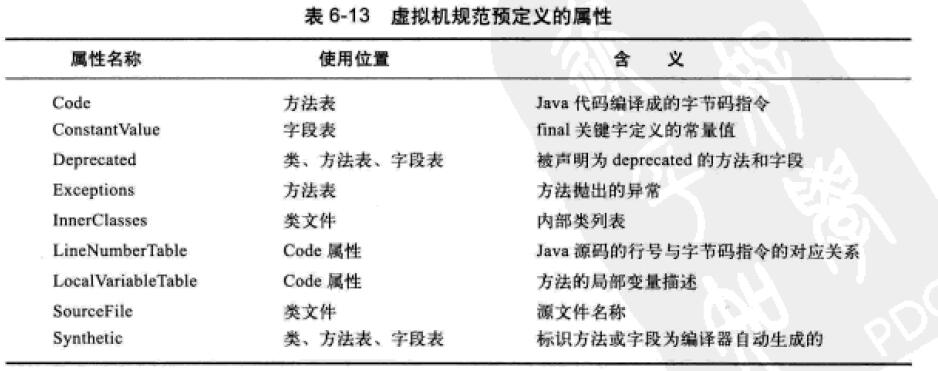 表 6-13 虚拟机规范预定义的属性
属性名称 使用位置 含 义
Code 方法表 Java 代码编译成的字节码指令
ConstantValue 字段表 final 关键字定义的常量值
Deprecated 类、方法表、字段表 被声明为 deprecated 的方法和字段
Exceptions 方法表 方法抛出的异常
InnerClasses 类文件 内部类列表
LineNumberTable Code 属性 Java 源码的行号与字节码指令的对应关系
LocalVariableTable Code 属性 方法的局部变量描述
SourceFile 类文件 源文件名称
Synthetic 类、方法表、字段表 标识方法或字段为编译器自动生成的